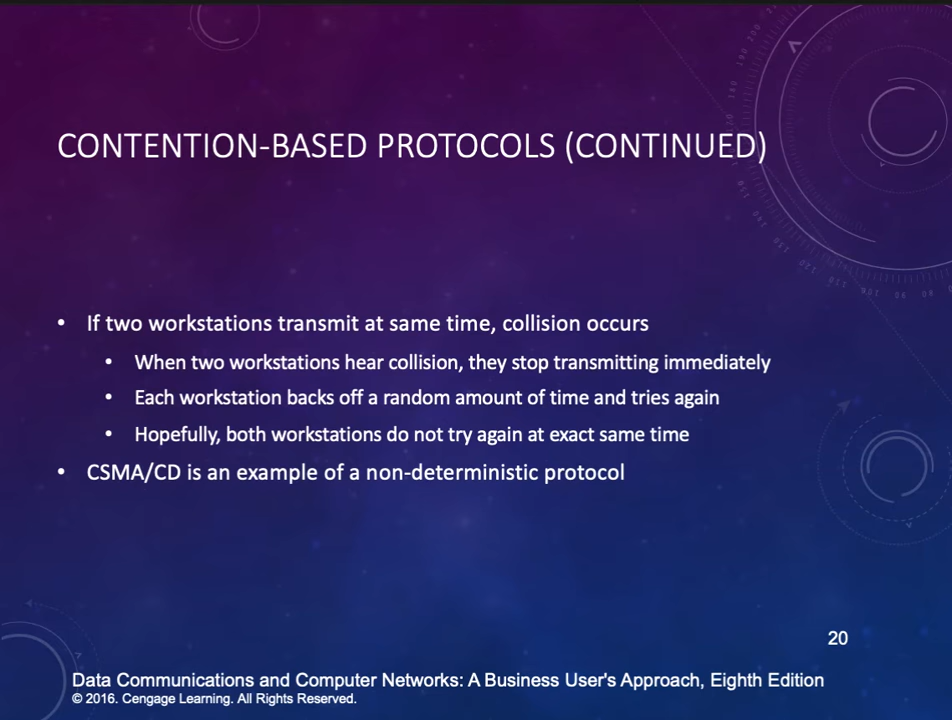 CONTENTION-BASED PROTOCOLS (CONTINUED)
• If two workstations transmit at same time, collision occurs
• When two workstations hear collision, they stop transmitting immediately
• Each workstation backs off a random amount of time and tries again
• Hopefully, both workstations do not try again at exact same time
• CSMA/CD is an example of a non-deterministic protocol
20
Data Communications and Computer Networks: A Business User's Approach, Eighth Edition
© 2016. Cengage Learning. All Rights Reserved.